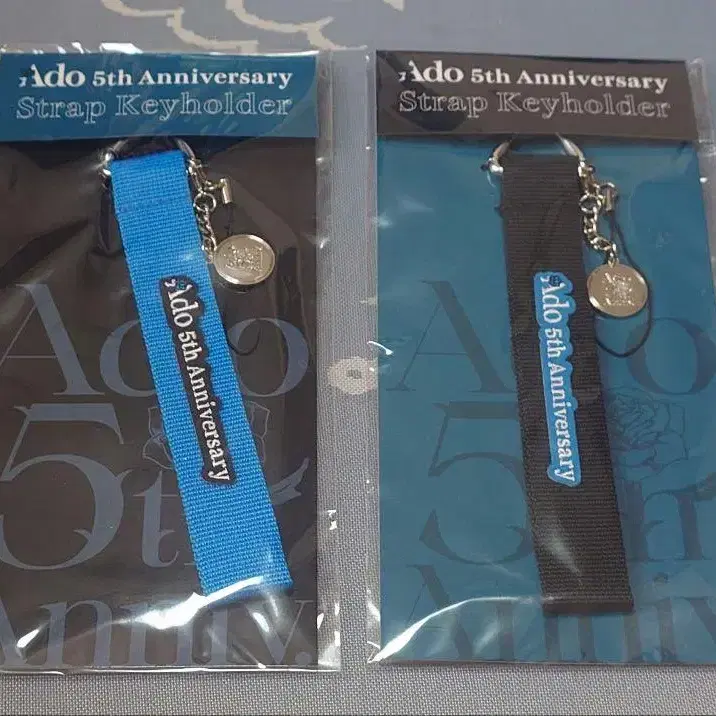 Ado 5th Anniversary
Strap Keyholder
Ado 5th Anniversary
Ado
5th
Anniv.
Ado 5th Anniversary
Strap Keyholder
Ado 5th Anniversary
Ado
5th
Anniv